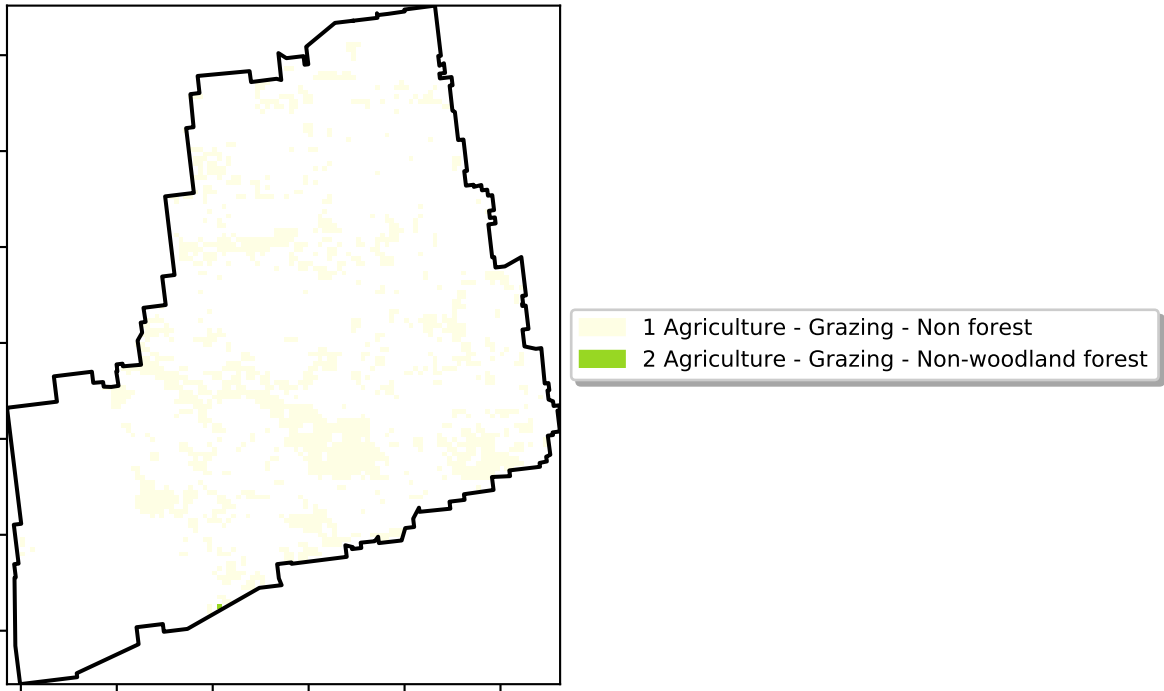 1 Agriculture - Grazing - Non forest
2 Agriculture - Grazing - Non-woodland forest